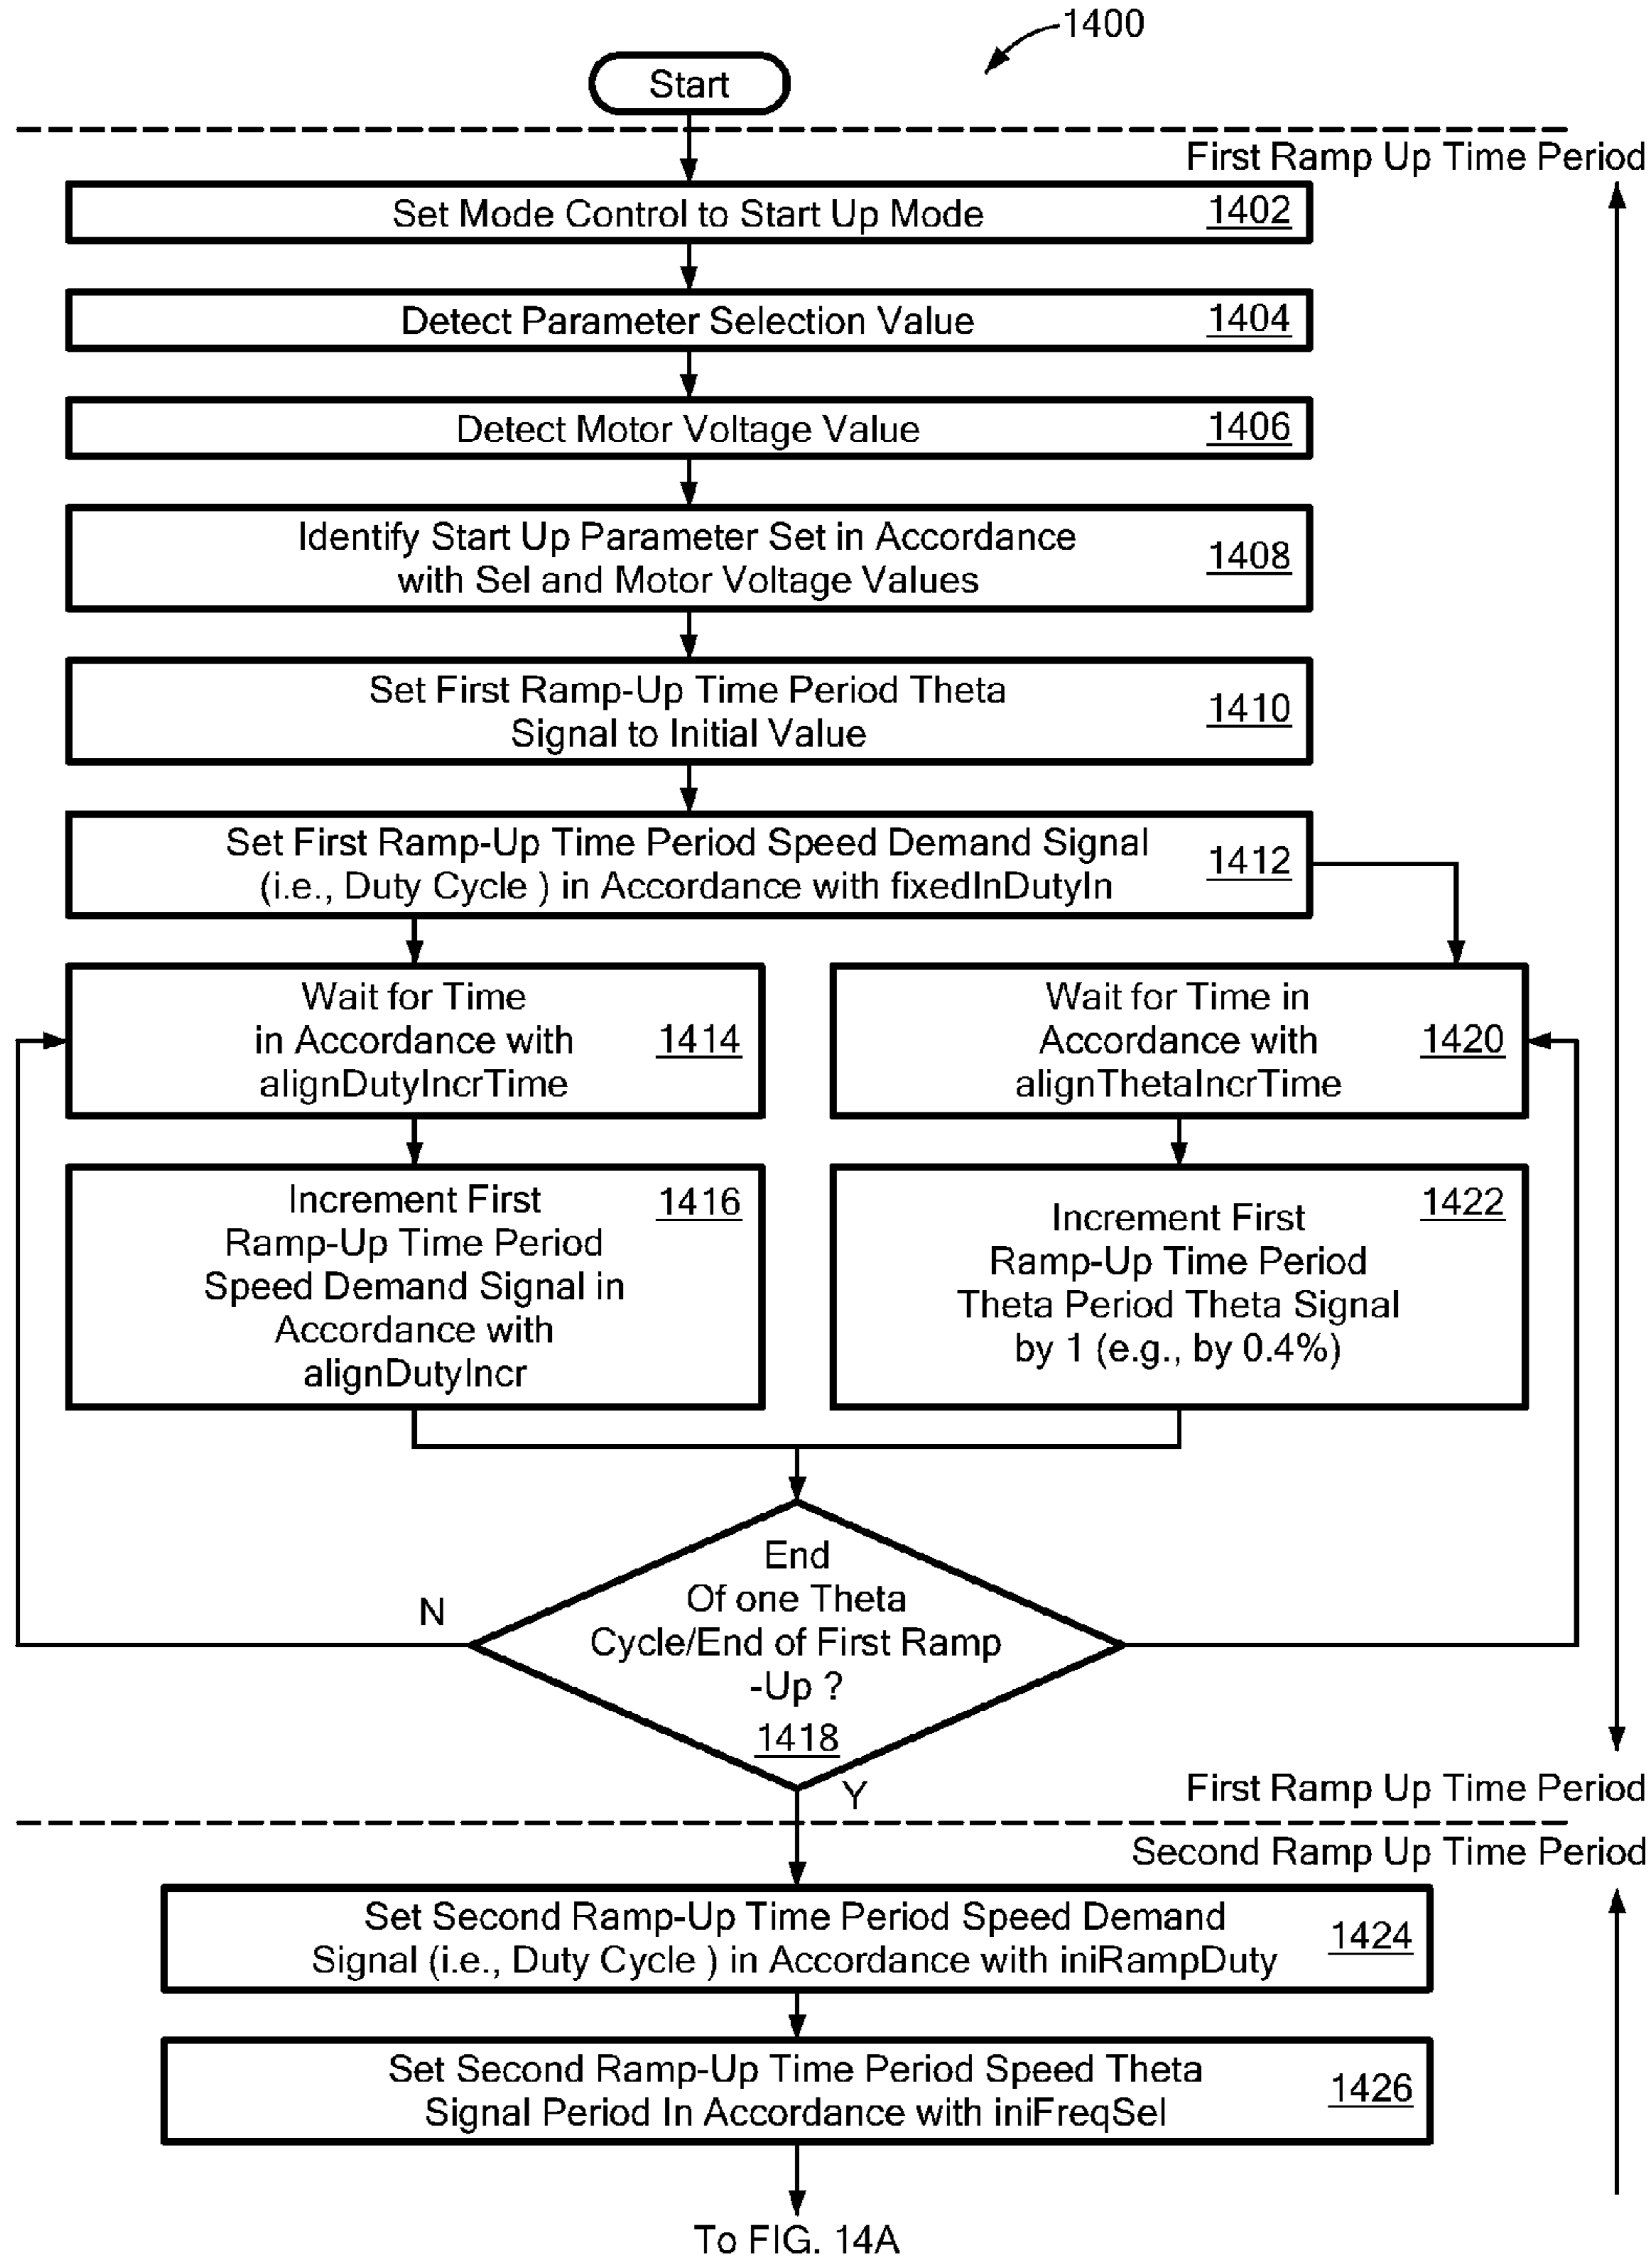 1400
Start
First Ramp Up Time Period
Set Mode Control to Start Up Mode
1402
Detect Parameter Selection Value
1404
Detect Motor Voltage Value
1406
Identify Start Up Parameter Set in Accordance
with Sel and Motor Voltage Values
1408
Set First Ramp-Up Time Period Theta
Signal to Initial Value
1410
Set First Ramp-Up Time Period Speed Demand Signal
(i.e., Duty Cycle ) in Accordance with fixedInDutyIn
1412
Wait for Time
in Accordance with
alignDutyIncrTime
1414
Wait for Time in
Accordance with
alignThetaIncrTime
1420
Increment First
Ramp-Up Time Period
Speed Demand Signal in
Accordance with
alignDutyIncr
1416
Increment First
Ramp-Up Time Period
Theta Period Theta Signal
by 1 (e.g., by 0.4%)
1422
End
Of one Theta
Cycle/End of First Ramp
-Up ?
1418
N
Y
First Ramp Up Time Period
Second Ramp Up Time Period
Set Second Ramp-Up Time Period Speed Demand
Signal (i.e., Duty Cycle ) in Accordance with iniRampDuty
1424
Set Second Ramp-Up Time Period Speed Theta
Signal Period In Accordance with iniFreqSel
1426
To FIG. 14A